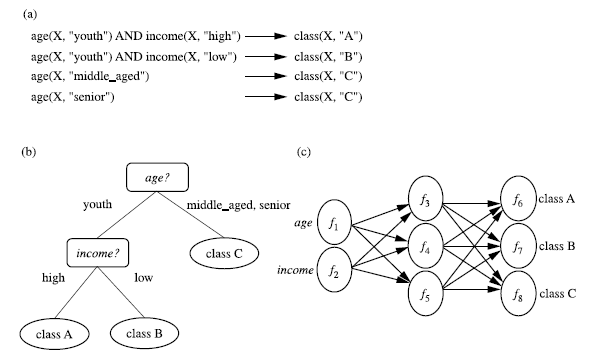 (a)
age(X, "youth") AND income(X, "high") class(X, "A")
age(X, "youth") AND income(X, "low") class(X, "B")
age(X, "middle_aged") class(X, "C")
age(X, "senior") class(X, "C")
(b)
age?
youth
middle_aged, senior
income?
class C
high
low
class A
class B
(c)
age
income
f1
f2
f3
f4
f5
f6
f7
f8
class A
class B
class C